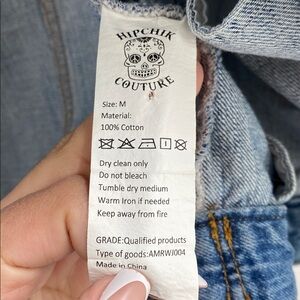 HIPCHIK
COUTURE
Size: M
Material:
100% Cotton
Dry clean only
Do not bleach
Tumble dry medium
Warm Iron if needed
Keep away from fire
GRADE:Qualified products
Type of goods:AMRWJ004
Made in China